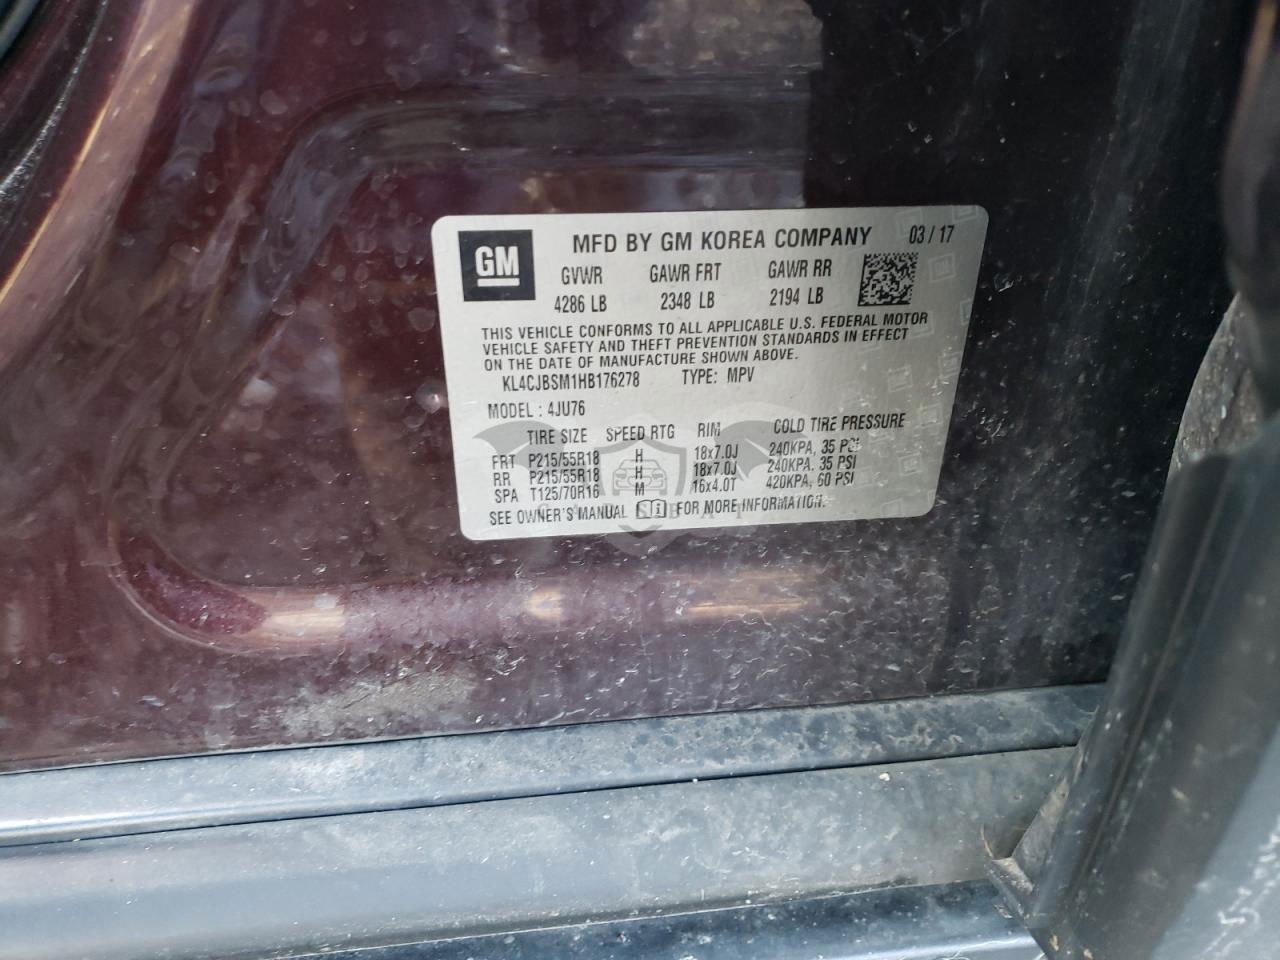 GM
MFD BY GM KOREA COMPANY 03 / 17
GVWR GAWR FRT GAWR RR
4286 LB 2348 LB 2194 LB
THIS VEHICLE CONFORMS TO ALL APPLICABLE U.S. FEDERAL MOTOR
VEHICLE SAFETY AND THEFT PREVENTION STANDARDS IN EFFECT
ON THE DATE OF MANUFACTURE SHOWN ABOVE.
KL4CJBSM1HB176278 TYPE: MPV
MODEL : 4JU76
TIRE SIZE SPEED RTG RIM COLD TIRE PRESSURE
FRT P215/55R18 H 18x7.0J 240KPA, 35 PSI
RR P215/55R18 H 18x7.0J 240KPA, 35 PSI
SPA T125/70R16 M 16x4.0T 420KPA, 60 PSI
SEE OWNER'S MANUAL FOR MORE INFORMATION.